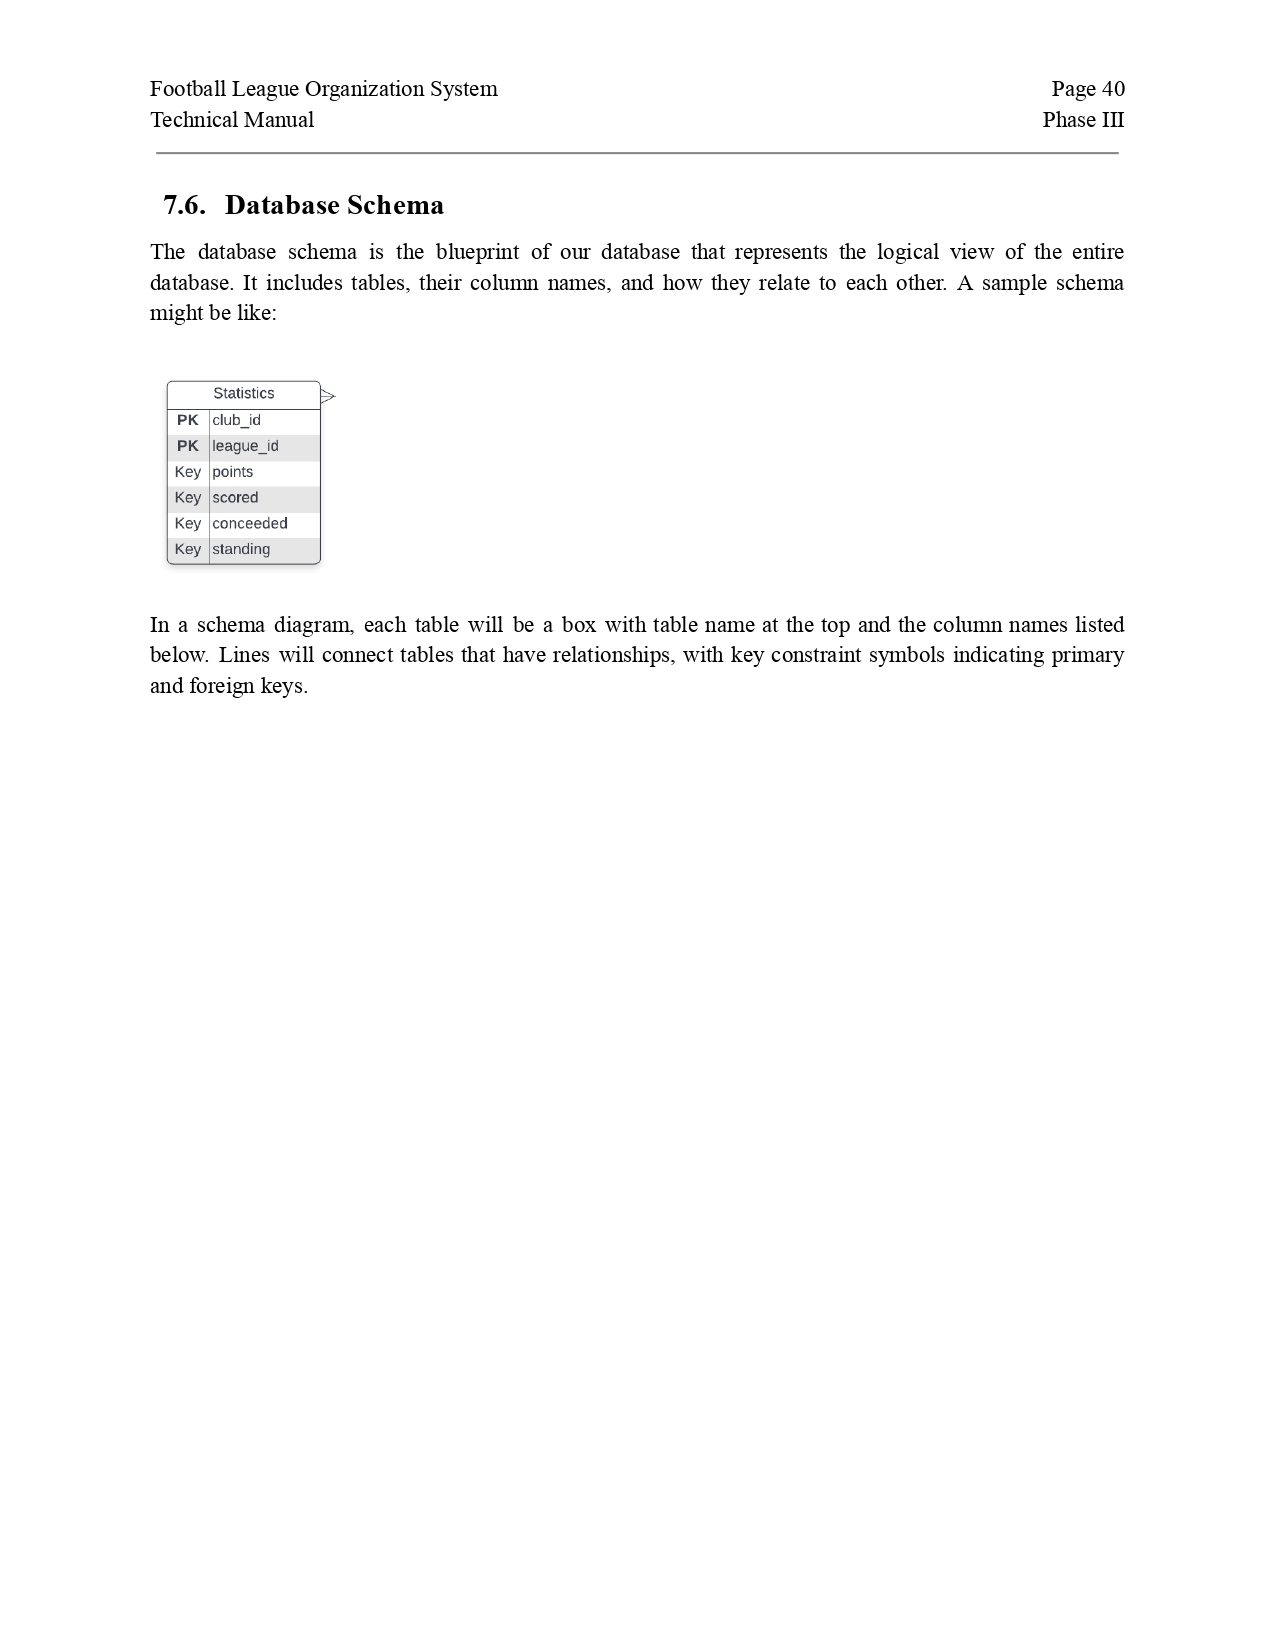 Football League Organization System Page 40
Technical Manual Phase III
7.6. Database Schema
The database schema is the blueprint of our database that represents the logical view of the entire
database. It includes tables, their column names, and how they relate to each other. A sample schema
might be like:
Statistics
PK club_id
PK league_id
Key points
Key scored
Key conceeded
Key standing
In a schema diagram, each table will be a box with table name at the top and the column names listed
below. Lines will connect tables that have relationships, with key constraint symbols indicating primary
and foreign keys.